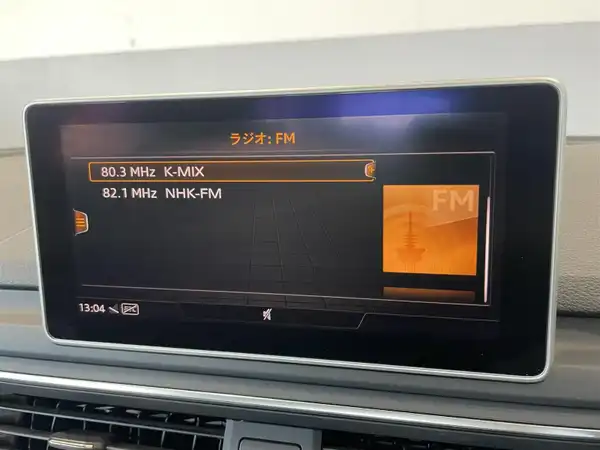 ラジオ: FM
80.3 MHz K-MIX
82.1 MHz NHK-FM
FM
13:04